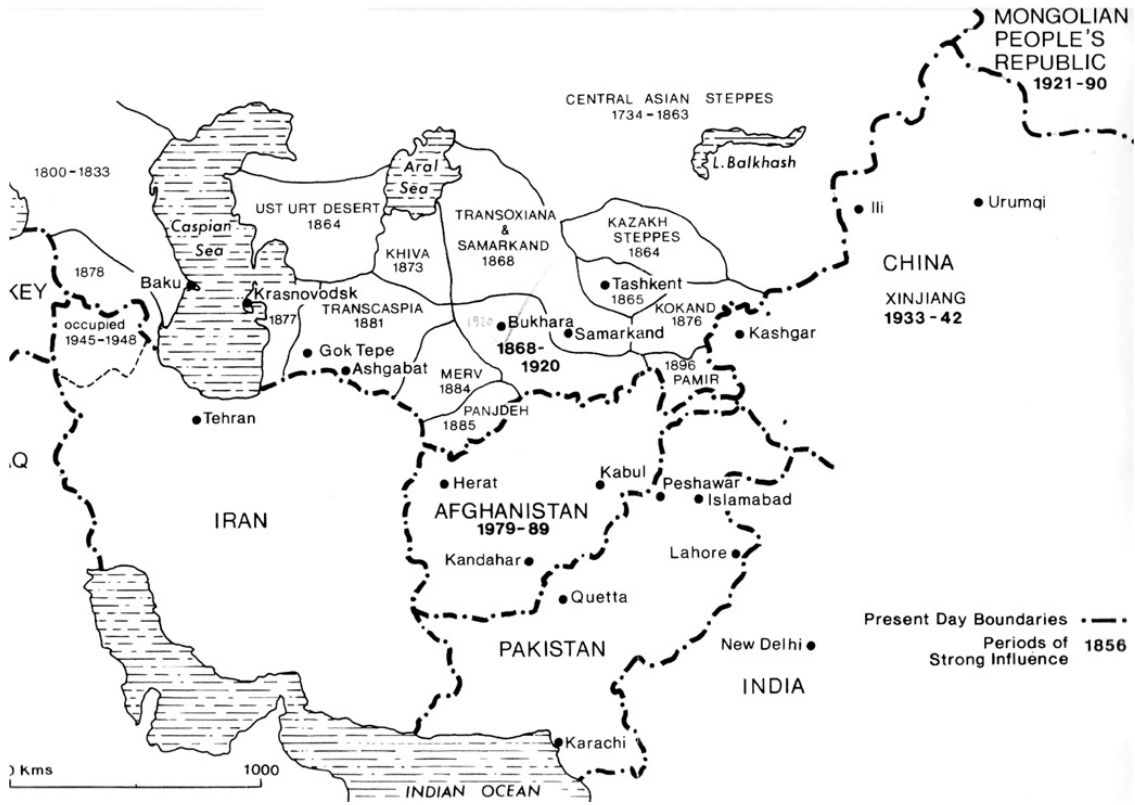 MONGOLIAN
PEOPLE'S
REPUBLIC
1921-90
CENTRAL ASIAN STEPPES
1734-1863
L. Balkhash
Aral
Sea
1800-1833
UST URT DESERT
1864
TRANSOXIANA
&
SAMARKAND
1868
KAZAKH
STEPPES
1864
Ili
Urumqi
Caspian
Sea
KHIVA
1873
CHINA
XINJIANG
1933-42
1878
KEY
Baku
Krasnovodsk
1877
TRANSCASPIA
1881
Tashkent
1865
KOKAND
1876
occupied
1945-1948
1920
Bukhara
1868-
1920
Samarkand
Kashgar
Gok Tepe
Ashgabat
MERV
1884
1896
PAMIR
PANJDEH
1885
Tehran
AQ
Herat
Kabul
Peshawar
Islamabad
IRAN
AFGHANISTAN
1979-89
Kandahar
Lahore
Quetta
PAKISTAN
New Delhi
INDIA
Present Day Boundaries
Periods of
Strong Influence
1856
Karachi
0 Kms
1000
INDIAN OCEAN